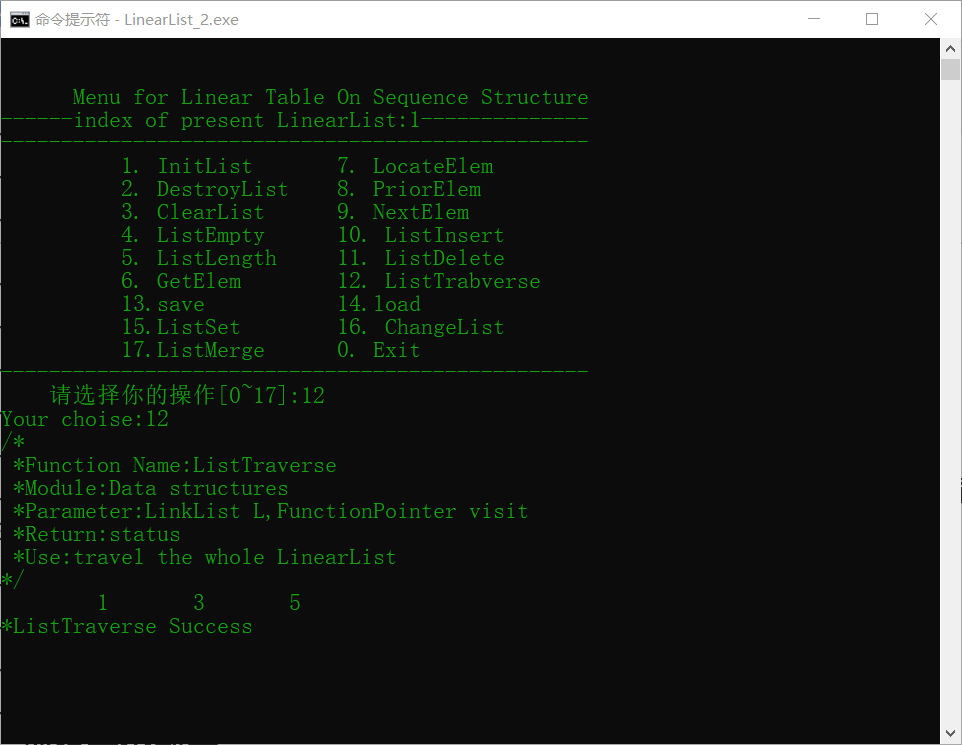 命令提示符 - LinearList_2.exe
Menu for Linear Table On Sequence Structure
------index of present LinearList:1--------------
-------------------------------------------------
1. InitList 7. LocateElem
2. DestroyList 8. PriorElem
3. ClearList 9. NextElem
4. ListEmpty 10. ListInsert
5. ListLength 11. ListDelete
6. GetElem 12. ListTrabverse
13.save 14.load
15.ListSet 16. ChangeList
17.ListMerge 0. Exit
-------------------------------------------------
请选择你的操作[0~17]:12
Your choise:12
/*
*Function Name:ListTraverse
*Module:Data structures
*Parameter:LinkList L,FunctionPointer visit
*Return:status
*Use:travel the whole LinearList
*/
1 3 5
*ListTraverse Success